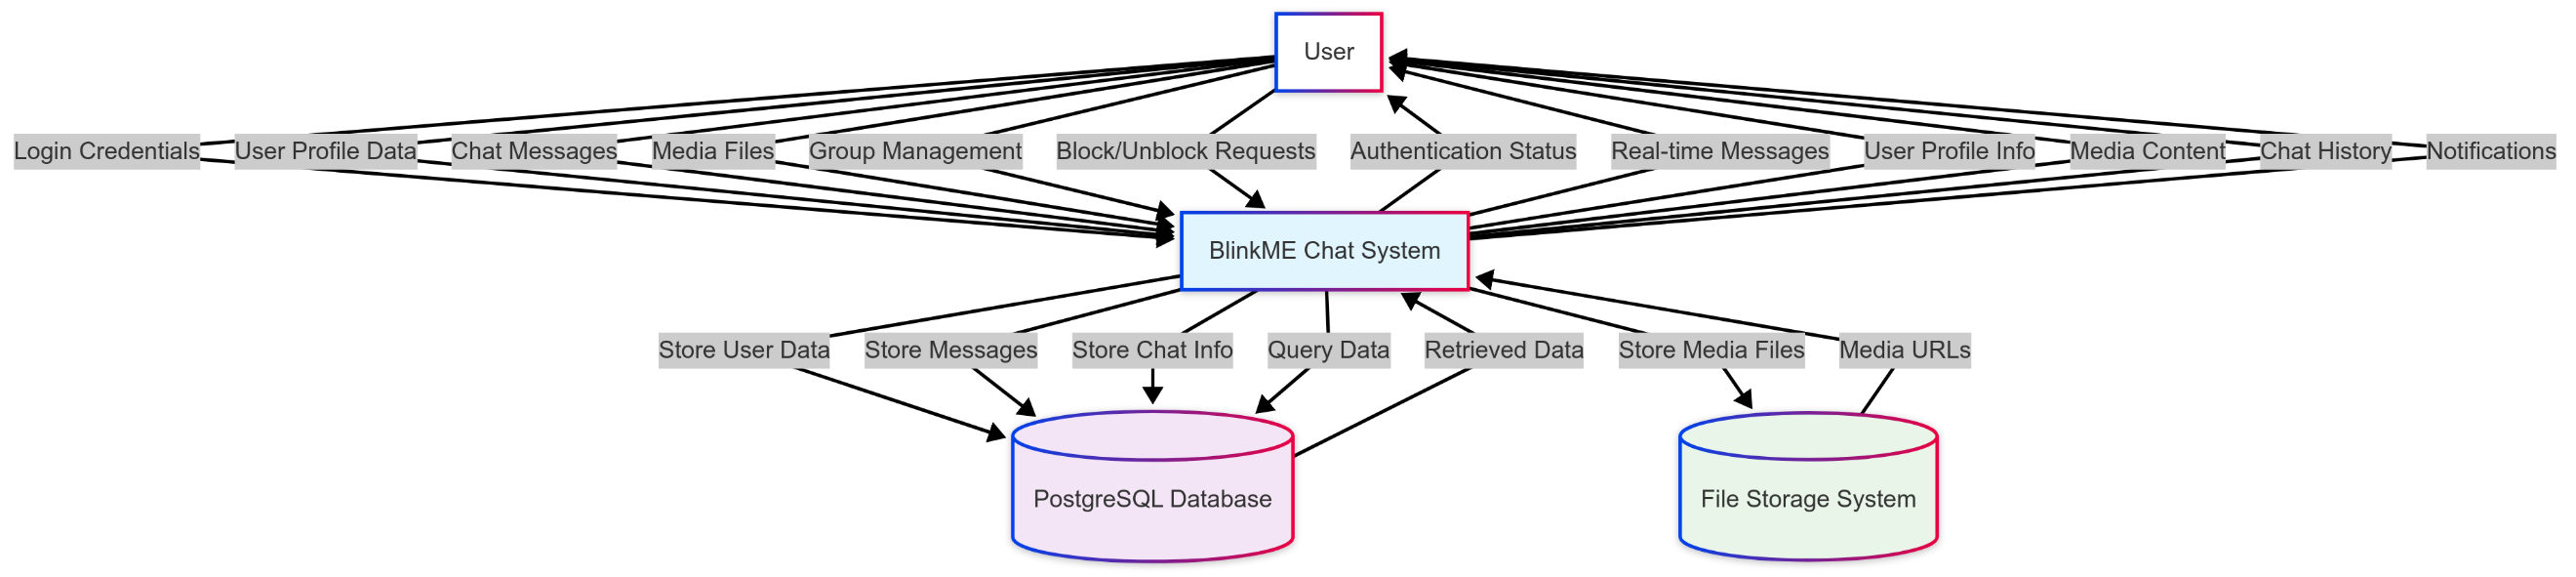 User
Login Credentials
User Profile Data
Chat Messages
Media Files
Group Management
Block/Unblock Requests
Authentication Status
Real-time Messages
User Profile Info
Media Content
Chat History
Notifications
BlinkME Chat System
Store User Data
Store Messages
Store Chat Info
Query Data
Retrieved Data
Store Media Files
Media URLs
PostgreSQL Database
File Storage System